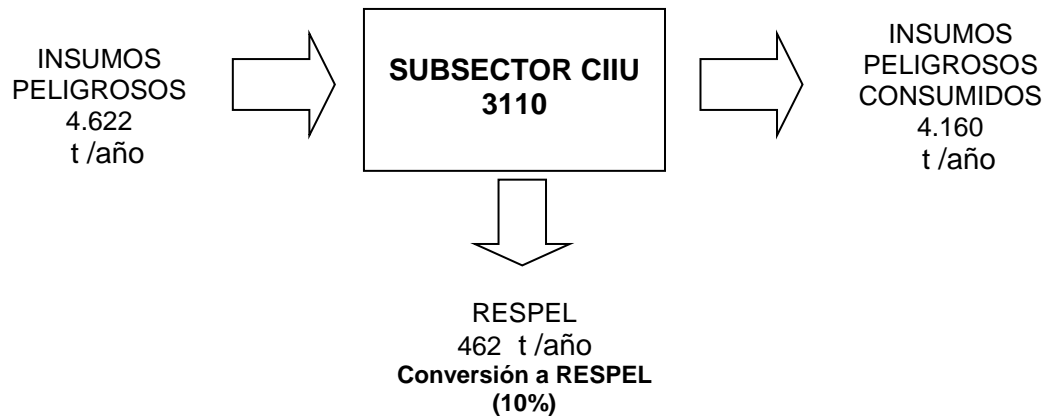 INSUMOS
PELIGROSOS
4.622
t /año
SUBSECTOR CIIU
3110
INSUMOS
PELIGROSOS
CONSUMIDOS
4.160
t /año
RESPEL
462 t /año
Conversión a RESPEL
(10%)